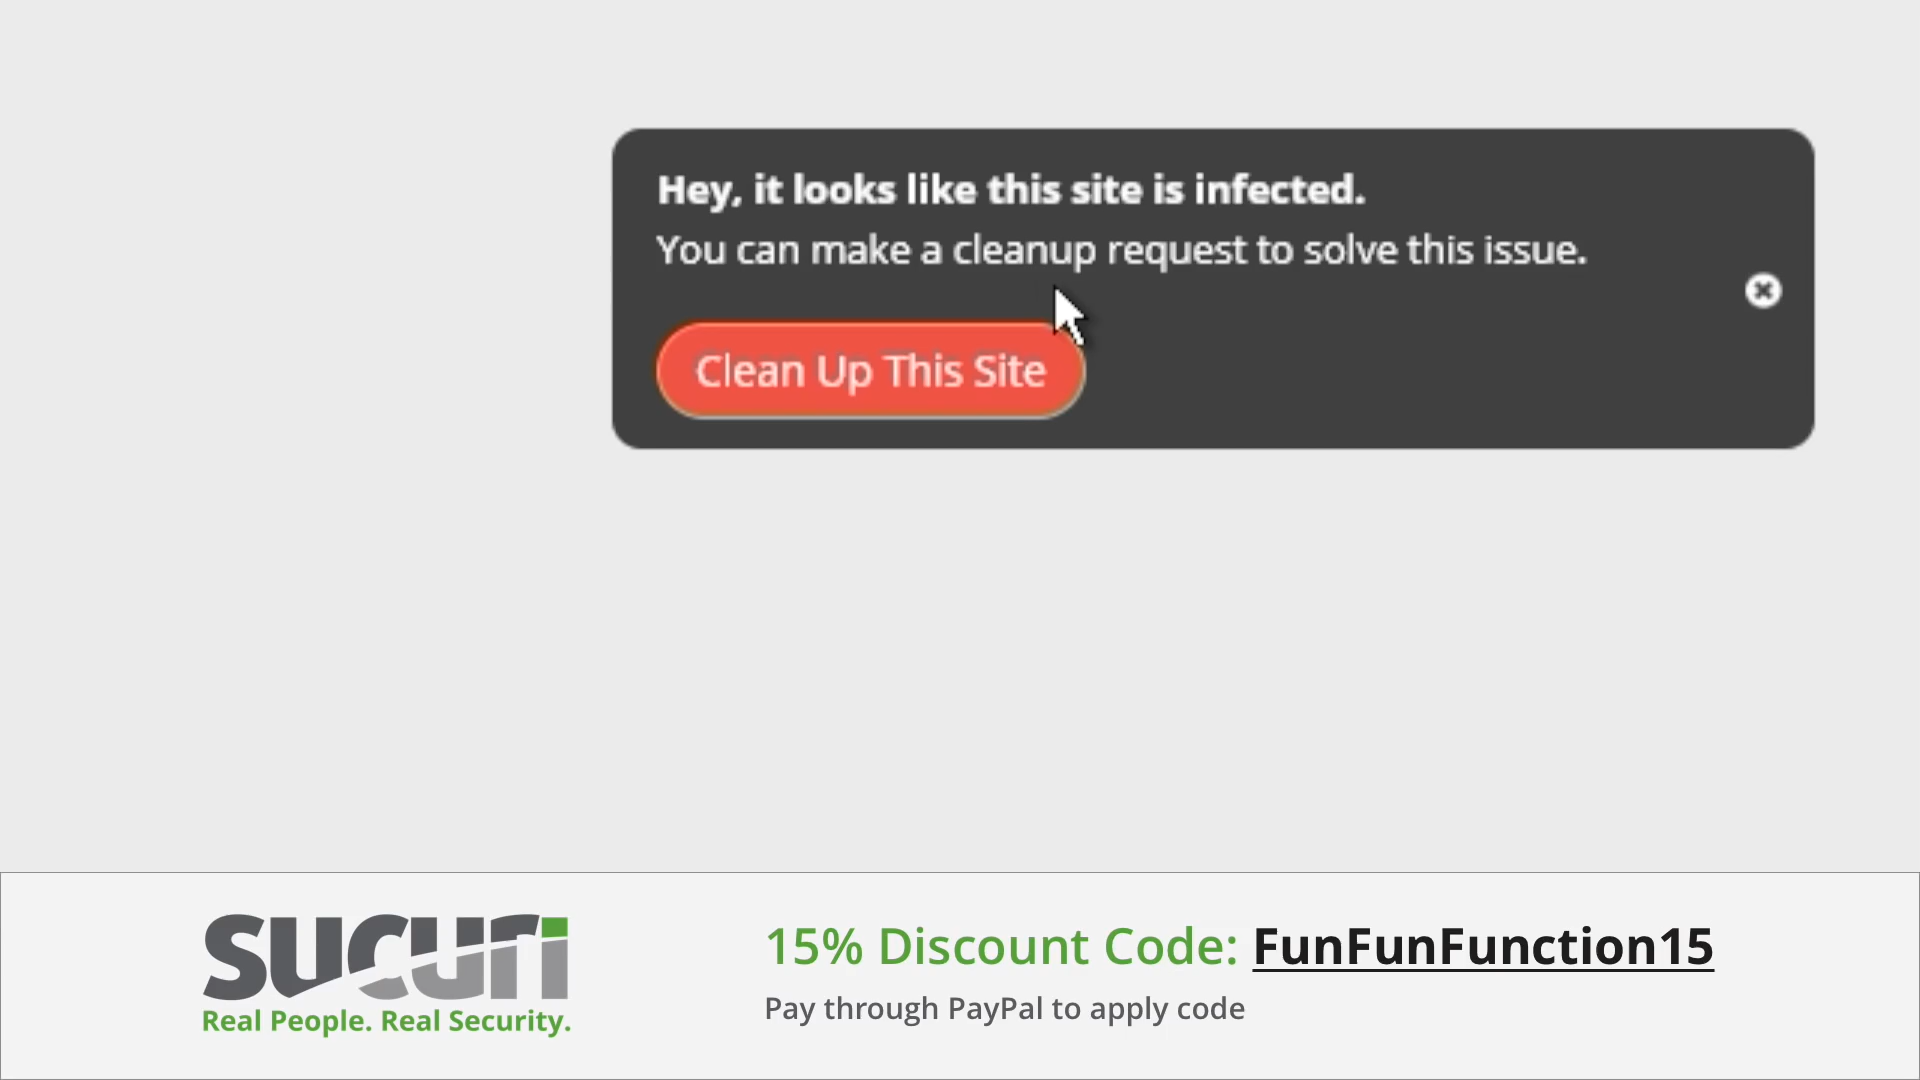 Hey, it looks like this site is infected.
You can make a cleanup request to solve this issue.
Clean Up This Site
sucuri
Real People. Real Security.
15% Discount Code: FunFunFunction15
Pay through PayPal to apply code